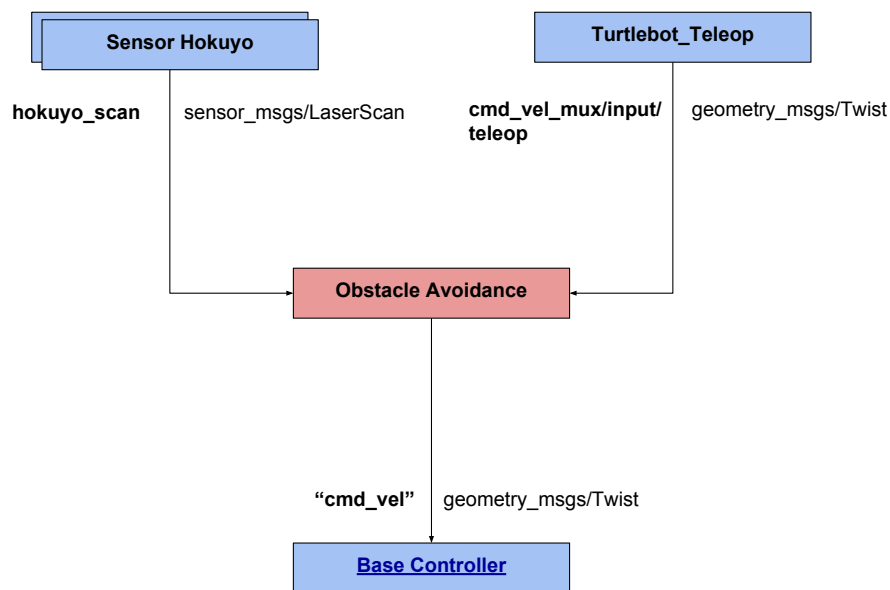 Sensor Hokuyo
Turtlebot_Teleop
hokuyo_scan
sensor_msgs/LaserScan
cmd_vel_mux/input/
teleop
geometry_msgs/Twist
Obstacle Avoidance
“cmd_vel”
geometry_msgs/Twist
Base Controller